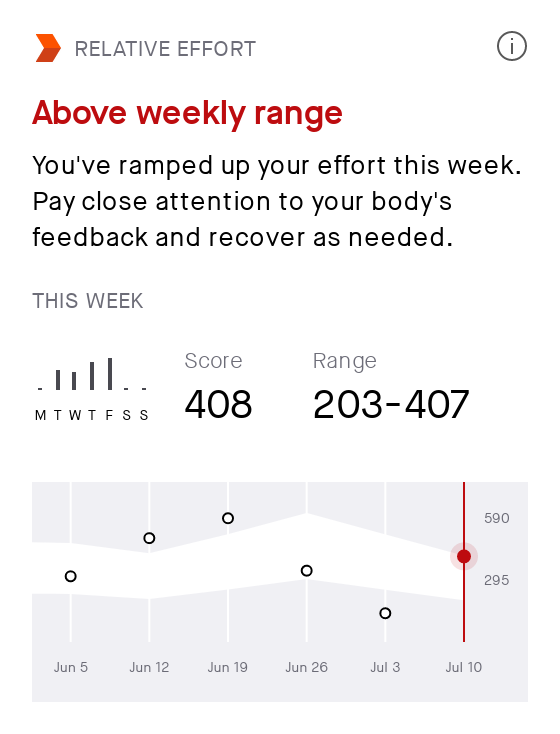 RELATIVE EFFORT
Above weekly range
You've ramped up your effort this week.
Pay close attention to your body's
feedback and recover as needed.
THIS WEEK
Score
Range
M T W T F S S
408
203-407
590
295
Jun 5
Jun 12
Jun 19
Jun 26
Jul 3
Jul 10